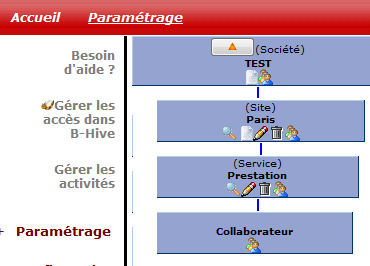 Accueil Paramétrage
Besoin
d'aide ?
Gérer les
accès dans
B-Hive
Gérer les
activités
+ Paramétrage
(Société)
TEST
(Site)
Paris
(Service)
Prestation
Collaborateur